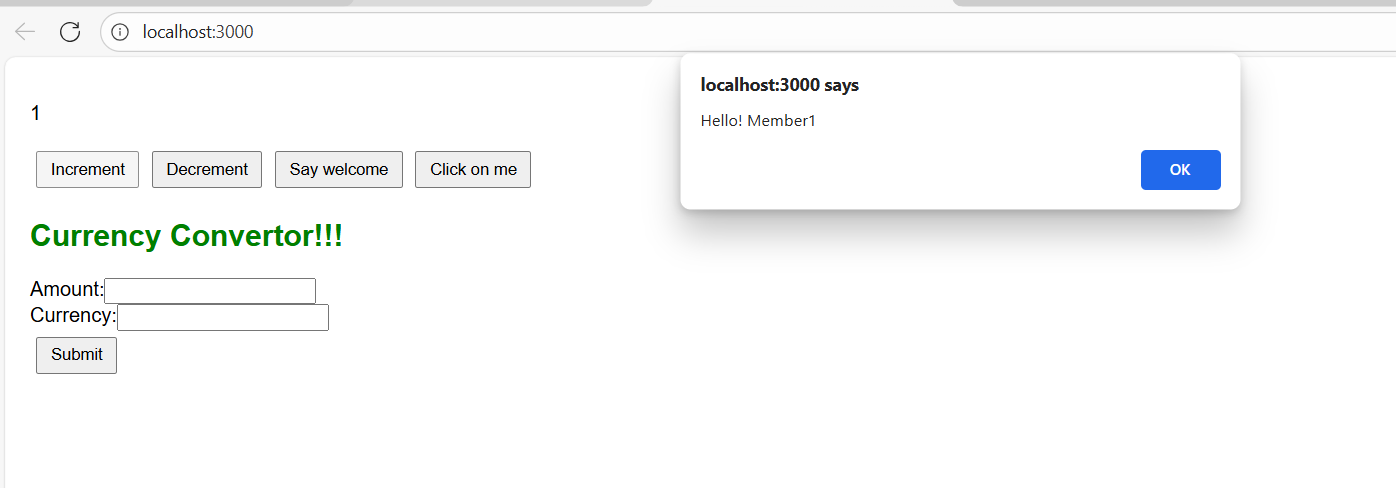 localhost:3000
localhost:3000 says
Hello! Member1
OK
1
Increment Decrement Say welcome Click on me
Currency Convertor!!!
Amount:
Currency:
Submit